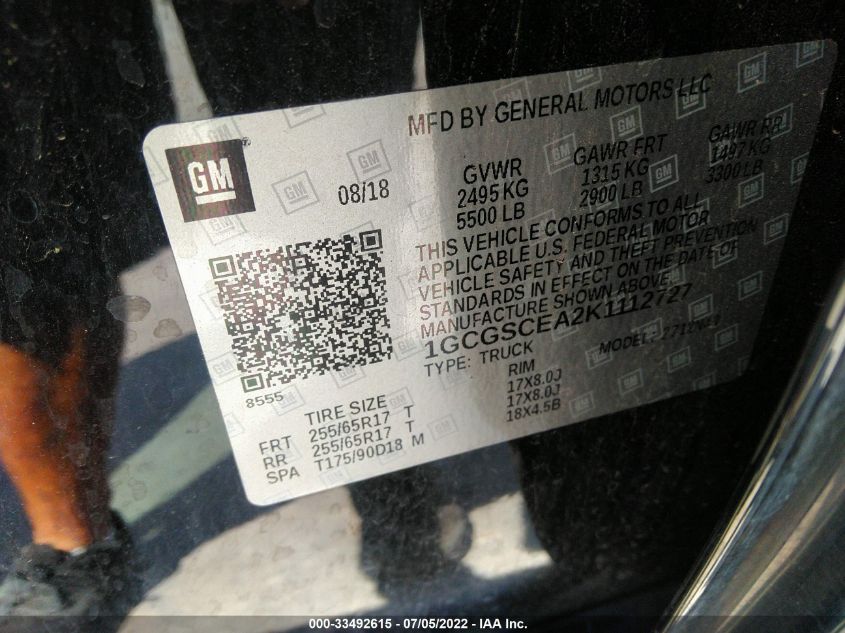 MFD BY GENERAL MOTORS LLC
GM
08/18
GVWR GAWR FRT GAWR RR
2495 KG 1315 KG 1497 KG
5500 LB 2900 LB 3300 LB
THIS VEHICLE CONFORMS TO ALL
APPLICABLE U.S. FEDERAL MOTOR
VEHICLE SAFETY AND THEFT PREVENTION
STANDARDS IN EFFECT ON THE DATE OF
MANUFACTURE SHOWN ABOVE.
1GCGSCEA2K1112727
TYPE: TRUCK MODEL:
8555
TIRE SIZE RIM
FRT 255/65R17 T 17X8.0J
RR 255/65R17 T 17X8.0J
SPA T175/90D18 M 18X4.5B
000-33492615 - 07/05/2022 - IAA Inc.